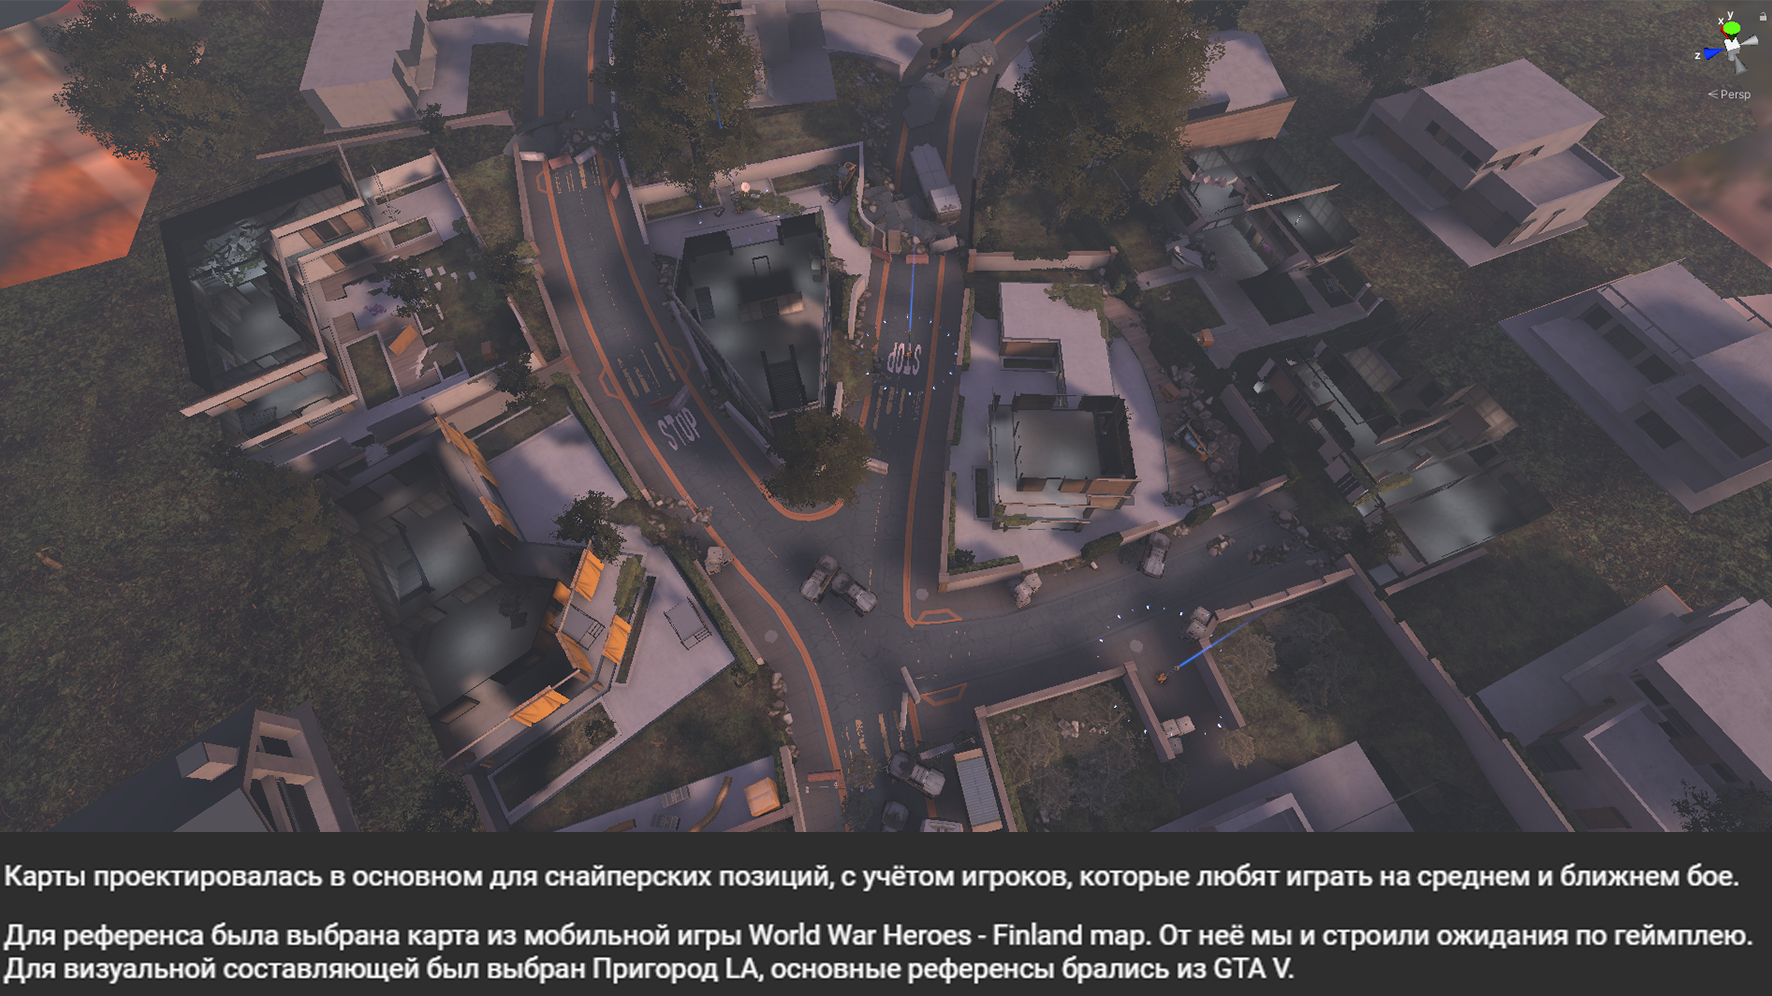 y
x
z
< Persp
STOP
STOP
Карты проектировалась в основном для снайперских позиций, с учётом игроков, которые любят играть на среднем и ближнем бое.
Для референса была выбрана карта из мобильной игры World War Heroes - Finland map. От неё мы и строили ожидания по геймплею.
Для визуальной составляющей был выбран Пригород LA, основные референсы брались из GTA V.